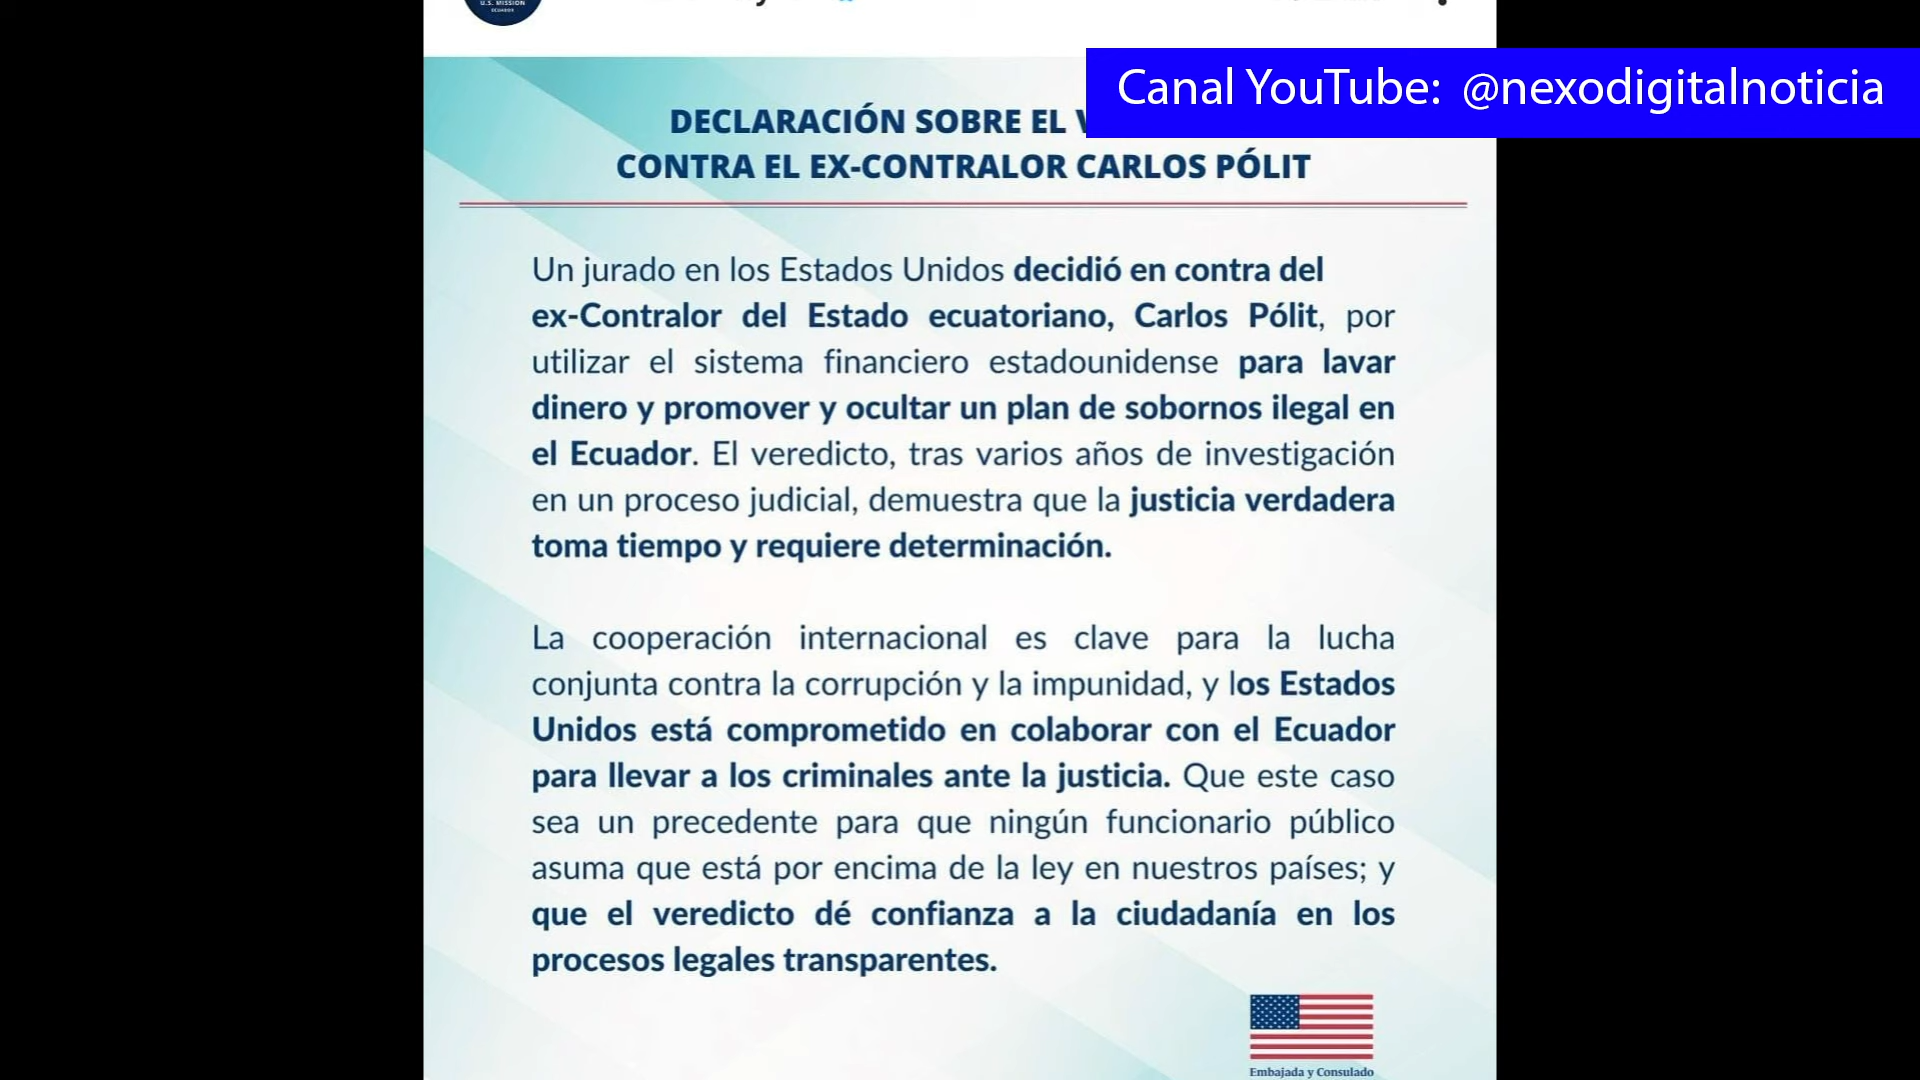 U.S. MISSION
ECUADOR
Canal YouTube: @nexodigitalnoticia
DECLARACIÓN SOBRE EL
CONTRA EL EX-CONTRALOR CARLOS PÓLIT
Un jurado en los Estados Unidos decidió en contra del
ex-Contralor del Estado ecuatoriano, Carlos Pólit, por
utilizar el sistema financiero estadounidense para lavar
dinero y promover y ocultar un plan de sobornos ilegal en
el Ecuador. El veredicto, tras varios años de investigación
en un proceso judicial, demuestra que la justicia verdadera
toma tiempo y requiere determinación.
La cooperación internacional es clave para la lucha
conjunta contra la corrupción y la impunidad, y los Estados
Unidos está comprometido en colaborar con el Ecuador
para llevar a los criminales ante la justicia. Que este caso
sea un precedente para que ningún funcionario público
asuma que está por encima de la ley en nuestros países; y
que el veredicto dé confianza a la ciudadanía en los
procesos legales transparentes.
Embajada y Consulado